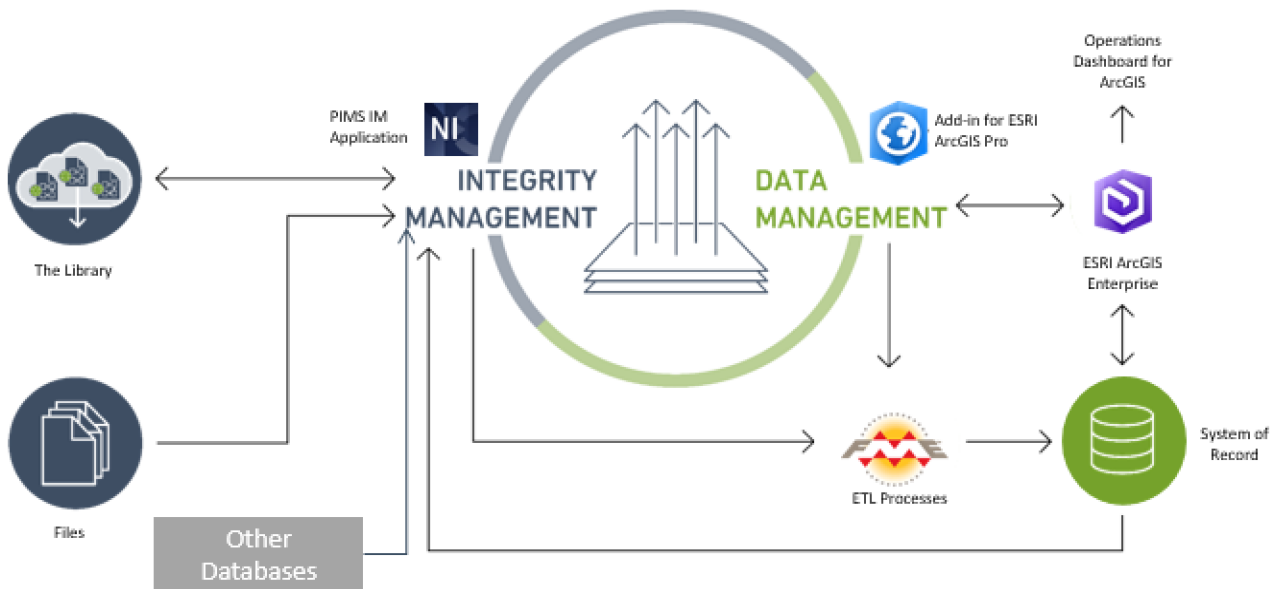 Operations
Dashboard for
ArcGIS
PIMS IM
Application
NI
Add-in for ESRI
ArcGIS Pro
INTEGRITY
MANAGEMENT
DATA
MANAGEMENT
The Library
ESRI ArcGIS
Enterprise
System of
Record
FME
ETL Processes
Files
Other
Databases